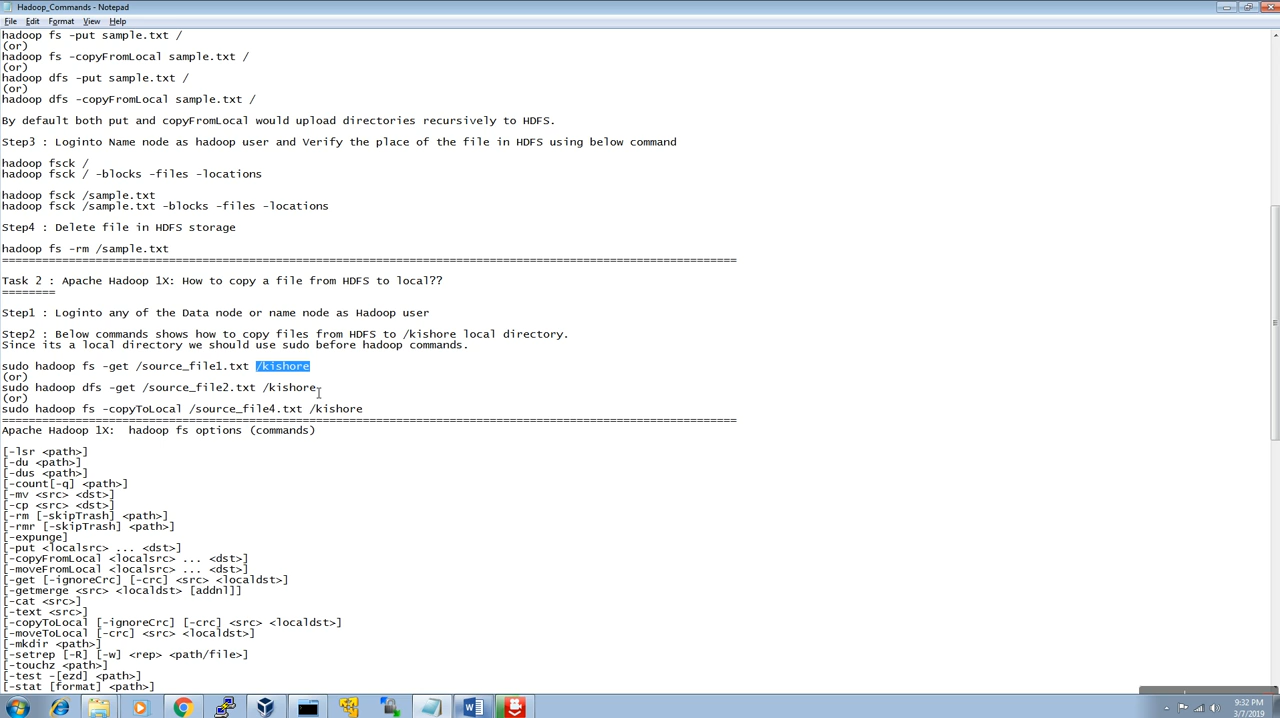 Hadoop_Commands - Notepad
File Edit Format View Help
hadoop fs -put sample.txt /
(or)
hadoop fs -copyFromLocal sample.txt /
(or)
hadoop dfs -put sample.txt /
(or)
hadoop dfs -copyFromLocal sample.txt /
By default both put and copyFromLocal would upload directories recursively to HDFS.
Step3 : Loginto Name node as hadoop user and Verify the place of the file in HDFS using below command
hadoop fsck /
hadoop fsck / -blocks -files -locations
hadoop fsck /sample.txt
hadoop fsck /sample.txt -blocks -files -locations
Step4 : Delete file in HDFS storage
hadoop fs -rm /sample.txt
==============================================================================================================
Task 2 : Apache Hadoop 1X: How to copy a file from HDFS to local??
========
Step1 : Loginto any of the Data node or name node as Hadoop user
Step2 : Below commands shows how to copy files from HDFS to /kishore local directory.
Since its a local directory we should use sudo before hadoop commands.
sudo hadoop fs -get /source_file1.txt /kishore
(or)
sudo hadoop dfs -get /source_file2.txt /kishore
(or)
sudo hadoop fs -copyToLocal /source_file4.txt /kishore
==============================================================================================================
Apache Hadoop 1X:  hadoop fs options (commands)
[-lsr <path>]
[-du <path>]
[-dus <path>]
[-count[-q] <path>]
[-mv <src> <dst>]
[-cp <src> <dst>]
[-rm [-skipTrash] <path>]
[-rmr [-skipTrash] <path>]
[-expunge]
[-put <localsrc> ... <dst>]
[-copyFromLocal <localsrc> ... <dst>]
[-moveFromLocal <localsrc> ... <dst>]
[-get [-ignoreCrc] [-crc] <src> <localdst>]
[-getmerge <src> <localdst> [addnl]]
[-cat <src>]
[-text <src>]
[-copyToLocal [-ignoreCrc] [-crc] <src> <localdst>]
[-moveToLocal [-crc] <src> <localdst>]
[-mkdir <path>]
[-setrep [-R] [-w] <rep> <path/file>]
[-touchz <path>]
[-test -[ezd] <path>]
[-stat [format] <path>]
9:32 PM
3/7/2019